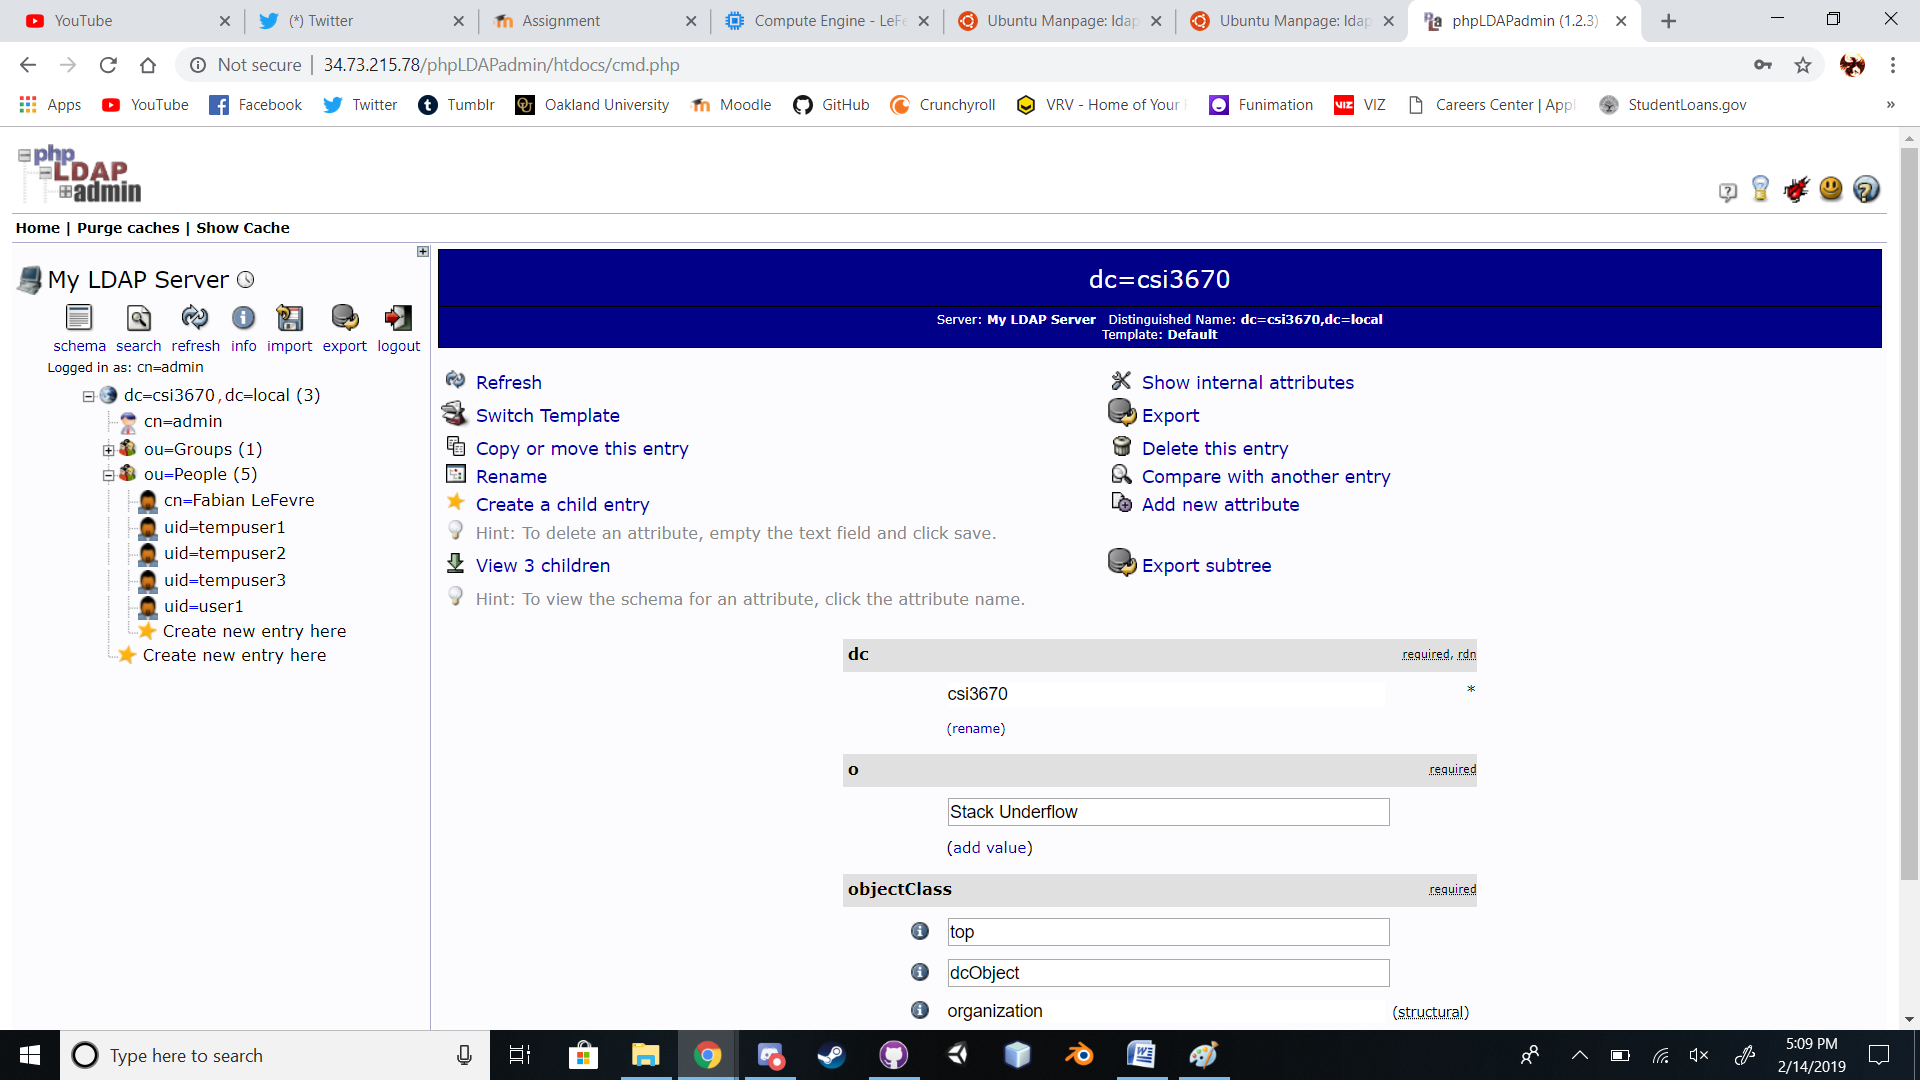 YouTube
(*) Twitter
Assignment
Compute Engine - LeFe
Ubuntu Manpage: ldap
Ubuntu Manpage: ldap
phpLDAPadmin (1.2.3)
Not secure | 34.73.215.78/phpLDAPadmin/htdocs/cmd.php
Apps YouTube Facebook Twitter Tumblr Oakland University Moodle GitHub Crunchyroll VRV - Home of Your Funimation VIZ Careers Center | Appl StudentLoans.gov »
php
LDAP
admin
Home | Purge caches | Show Cache
My LDAP Server
schema search refresh info import export logout
Logged in as: cn=admin
dc=csi3670,dc=local (3)
cn=admin
ou=Groups (1)
ou=People (5)
cn=Fabian LeFevre
uid=tempuser1
uid=tempuser2
uid=tempuser3
uid=user1
Create new entry here
Create new entry here
dc=csi3670
Server: My LDAP Server Distinguished Name: dc=csi3670,dc=local
Template: Default
Refresh
Show internal attributes
Switch Template
Export
Copy or move this entry
Delete this entry
Rename
Compare with another entry
Create a child entry
Add new attribute
Hint: To delete an attribute, empty the text field and click save.
View 3 children
Export subtree
Hint: To view the schema for an attribute, click the attribute name.
dc required, rdn
csi3670 *
(rename)
o required
Stack Underflow
(add value)
objectClass required
top
dcObject
organization (structural)
Type here to search
5:09 PM
2/14/2019